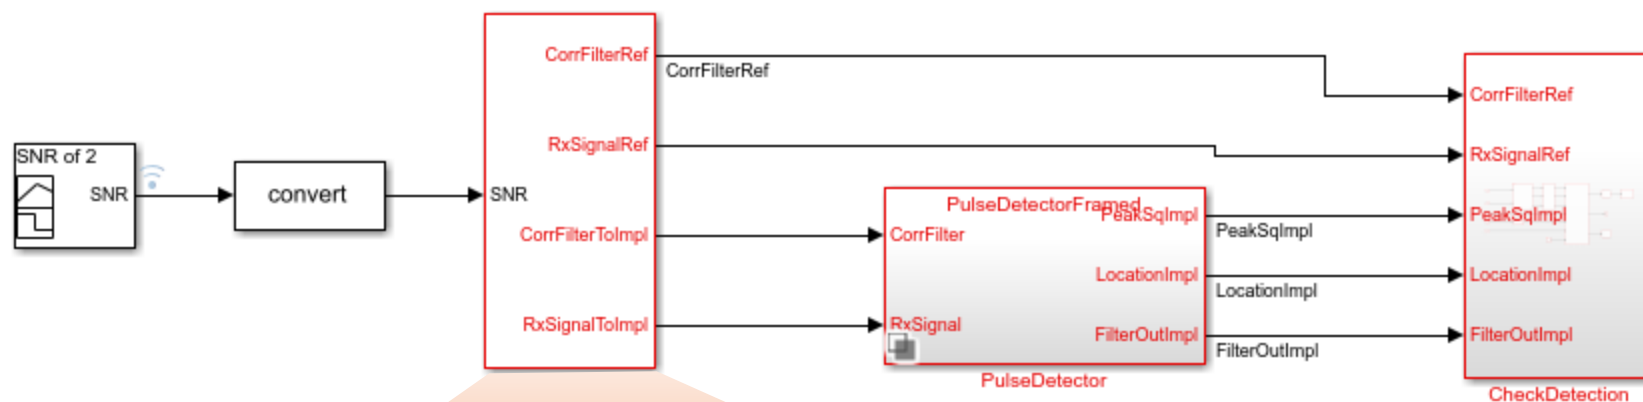 SNR of 2
SNR
convert
CorrFilterRef
RxSignalRef
SNR
CorrFilterToImpl
RxSignalToImpl
CorrFilterRef
PulseDetectorFramed
CorrFilter
RxSignal
PeakSqImpl
LocationImpl
FilterOutImpl
PulseDetector
PeakSqImpl
LocationImpl
FilterOutImpl
CorrFilterRef
RxSignalRef
PeakSqImpl
LocationImpl
FilterOutImpl
CheckDetection